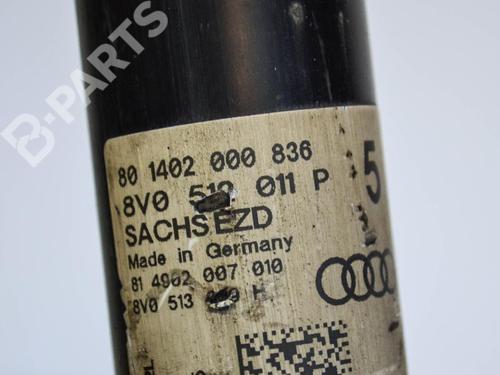 B-PARTS
80 1402 000 836
8V0 513 011 P
5
SACHS EZD
Made in Germany
81 4902 007 010
8V0 513 H